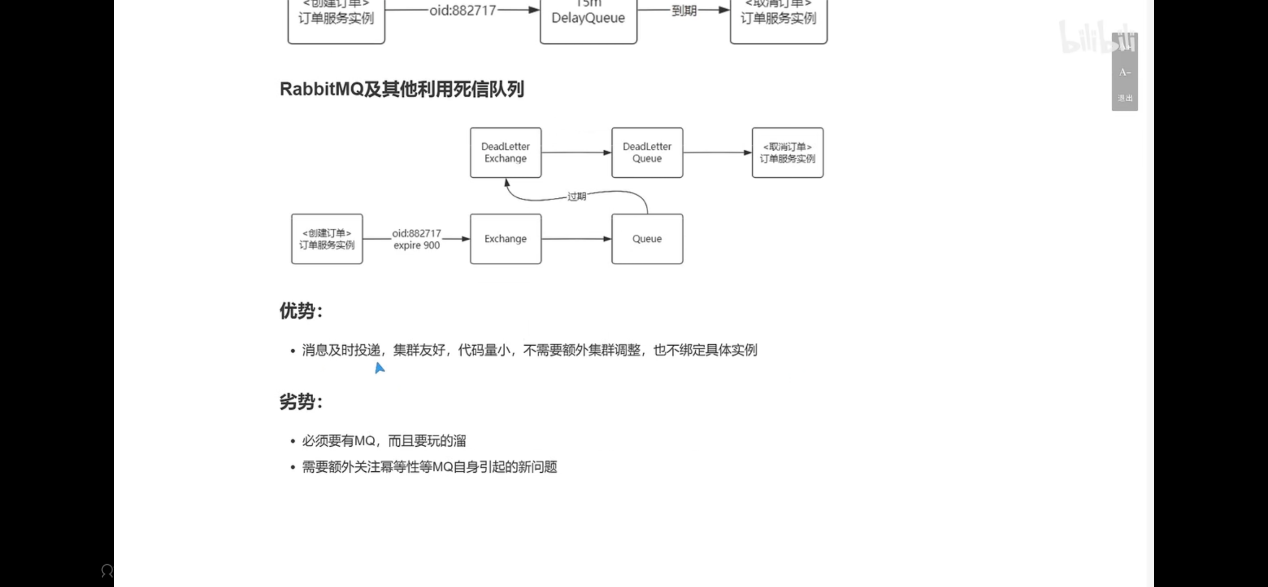 <创建订单>
订单服务实例
oid:882717
15m
DelayQueue
到期
<取消订单>
订单服务实例
bilibili
A-
退出
RabbitMQ及其他利用死信队列
DeadLetter
Exchange
DeadLetter
Queue
<取消订单>
订单服务实例
过期
<创建订单>
订单服务实例
oid:882717
expire 900
Exchange
Queue
优势：
• 消息及时投递，集群友好，代码量小，不需要额外集群调整，也不绑定具体实例
劣势：
• 必须要有MQ，而且要玩的溜
• 需要额外关注幂等性等MQ自身引起的新问题